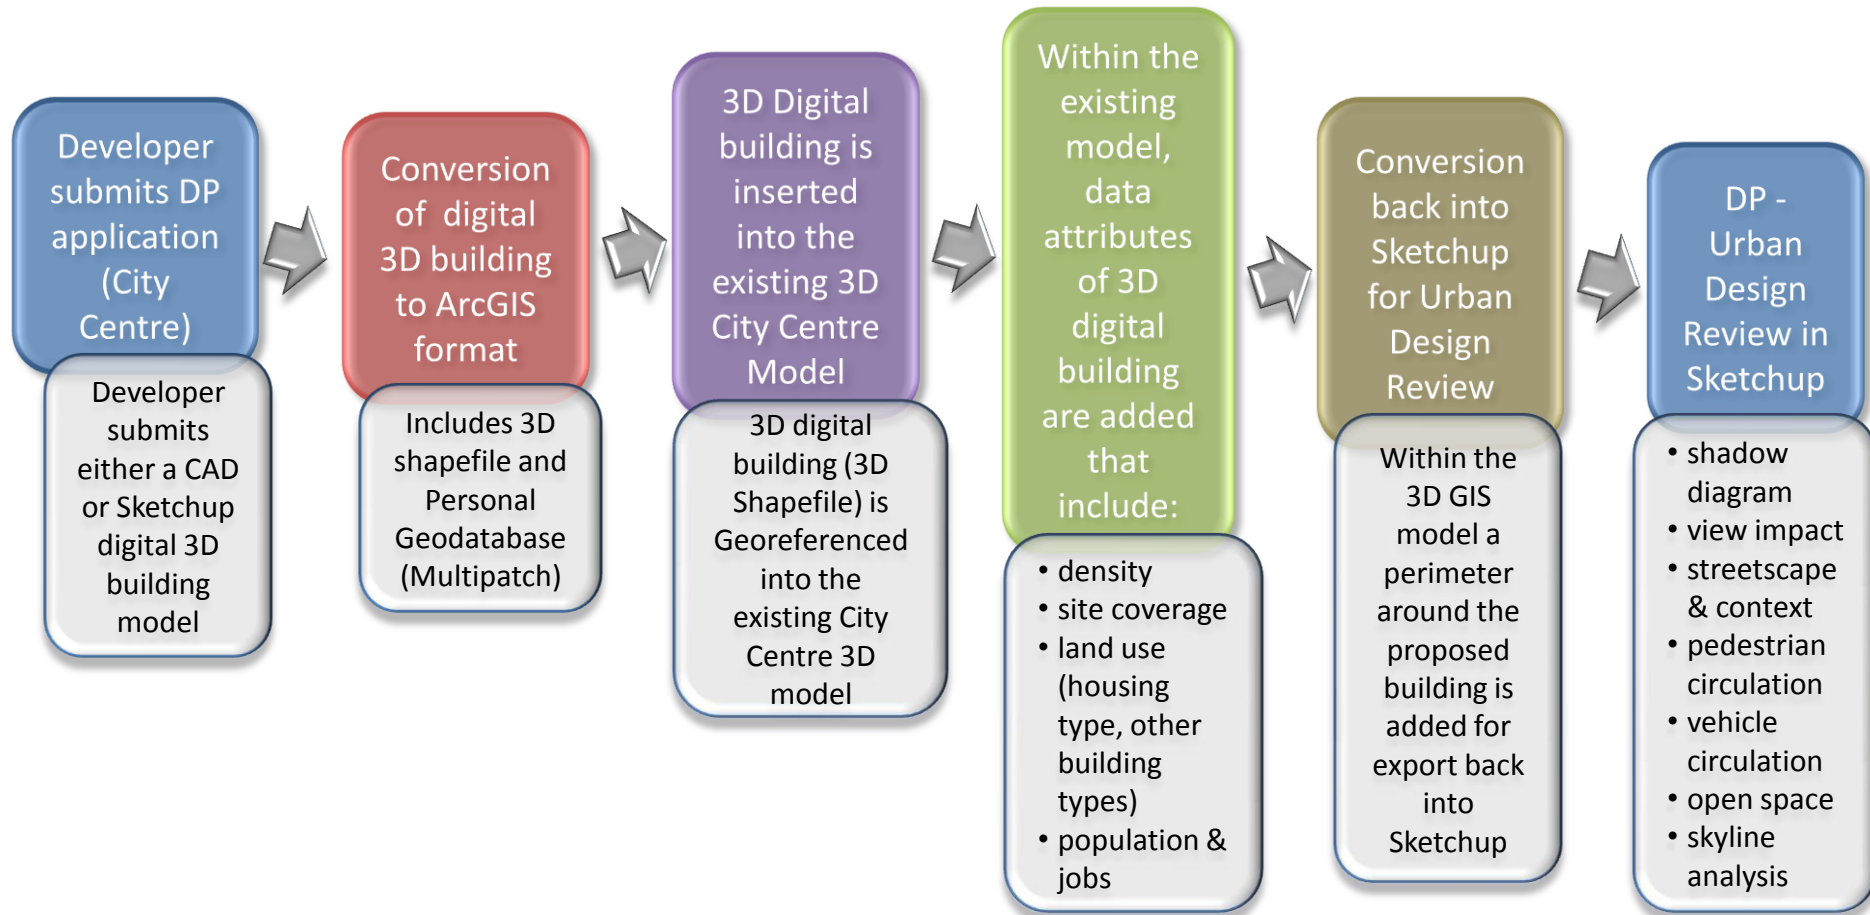 Developer
submits DP
application
(City
Centre)
Developer
submits
either a CAD
or Sketchup
digital 3D
building
model
Conversion
of digital
3D building
to ArcGIS
format
Includes 3D
shapefile and
Personal
Geodatabase
(Multipatch)
3D Digital
building is
inserted
into the
existing 3D
City Centre
Model
3D digital
building (3D
Shapefile) is
Georeferenced
into the
existing City
Centre 3D
model
Within the
existing
model,
data
attributes
of 3D
digital
building
are added
that
include:
• density
• site coverage
• land use
(housing
type, other
building
types)
• population &
jobs
Conversion
back into
Sketchup
for Urban
Design
Review
Within the
3D GIS
model a
perimeter
around the
proposed
building is
added for
export back
into
Sketchup
DP -
Urban
Design
Review in
Sketchup
• shadow
diagram
• view impact
• streetscape
& context
• pedestrian
circulation
• vehicle
circulation
• open space
• skyline
analysis